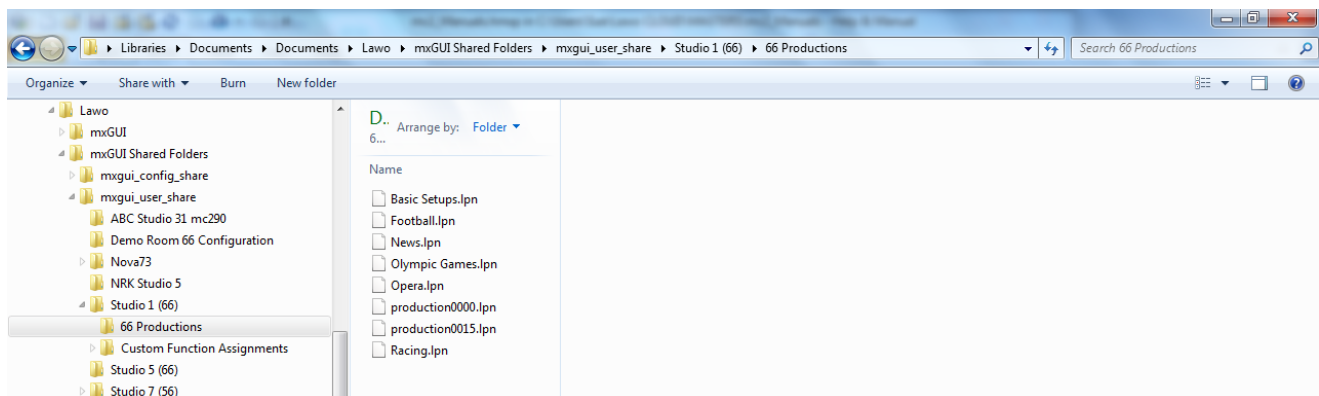 Libraries ▸ Documents ▸ Documents ▸ Lawo ▸ mxGUI Shared Folders ▸ mxgui_user_share ▸ Studio 1 (66) ▸ 66 Productions
Search 66 Productions
Organize Share with Burn New folder
Lawo
mxGUI
mxGUI Shared Folders
mxgui_config_share
mxgui_user_share
ABC Studio 31 mc290
Demo Room 66 Configuration
Nova73
NRK Studio 5
Studio 1 (66)
66 Productions
Custom Function Assignments
Studio 5 (66)
Studio 7 (56)
D..
6...
Arrange by: Folder
Name
Basic Setups.lpn
Football.lpn
News.lpn
Olympic Games.lpn
Opera.lpn
production0000.lpn
production0015.lpn
Racing.lpn